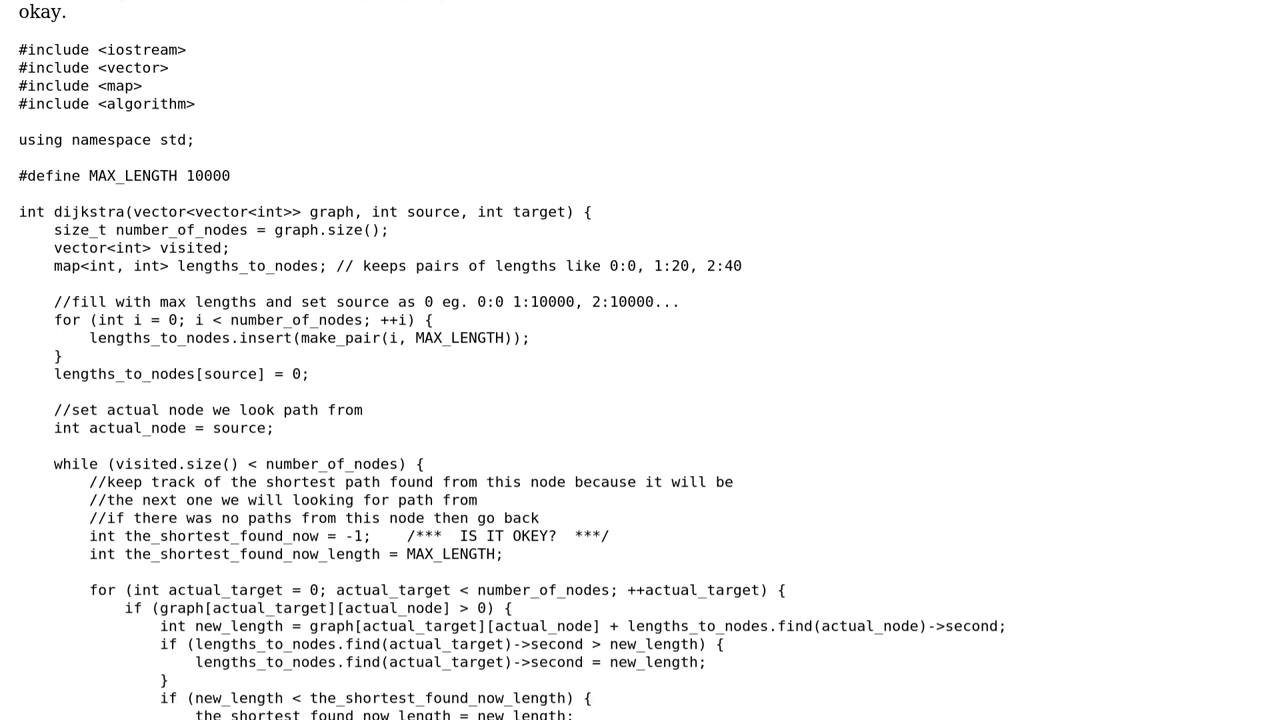 okay.
#include <iostream>
#include <vector>
#include <map>
#include <algorithm>
using namespace std;
#define MAX_LENGTH 10000
int dijkstra(vector<vector<int>> graph, int source, int target) {
size_t number_of_nodes = graph.size();
vector<int> visited;
map<int, int> lengths_to_nodes; // keeps pairs of lengths like 0:0, 1:20, 2:40
//fill with max lengths and set source as 0 eg. 0:0 1:10000, 2:10000...
for (int i = 0; i < number_of_nodes; ++i) {
lengths_to_nodes.insert(make_pair(i, MAX_LENGTH));
}
lengths_to_nodes[source] = 0;
//set actual node we look path from
int actual_node = source;
while (visited.size() < number_of_nodes) {
//keep track of the shortest path found from this node because it will be
//the next one we will looking for path from
//if there was no paths from this node then go back
int the_shortest_found_now = -1;    /***  IS IT OKEY?  ***/
int the_shortest_found_now_length = MAX_LENGTH;
for (int actual_target = 0; actual_target < number_of_nodes; ++actual_target) {
if (graph[actual_target][actual_node] > 0) {
int new_length = graph[actual_target][actual_node] + lengths_to_nodes.find(actual_node)->second;
if (lengths_to_nodes.find(actual_target)->second > new_length) {
lengths_to_nodes.find(actual_target)->second = new_length;
}
if (new_length < the_shortest_found_now_length) {
the_shortest_found_now_length = new_length;